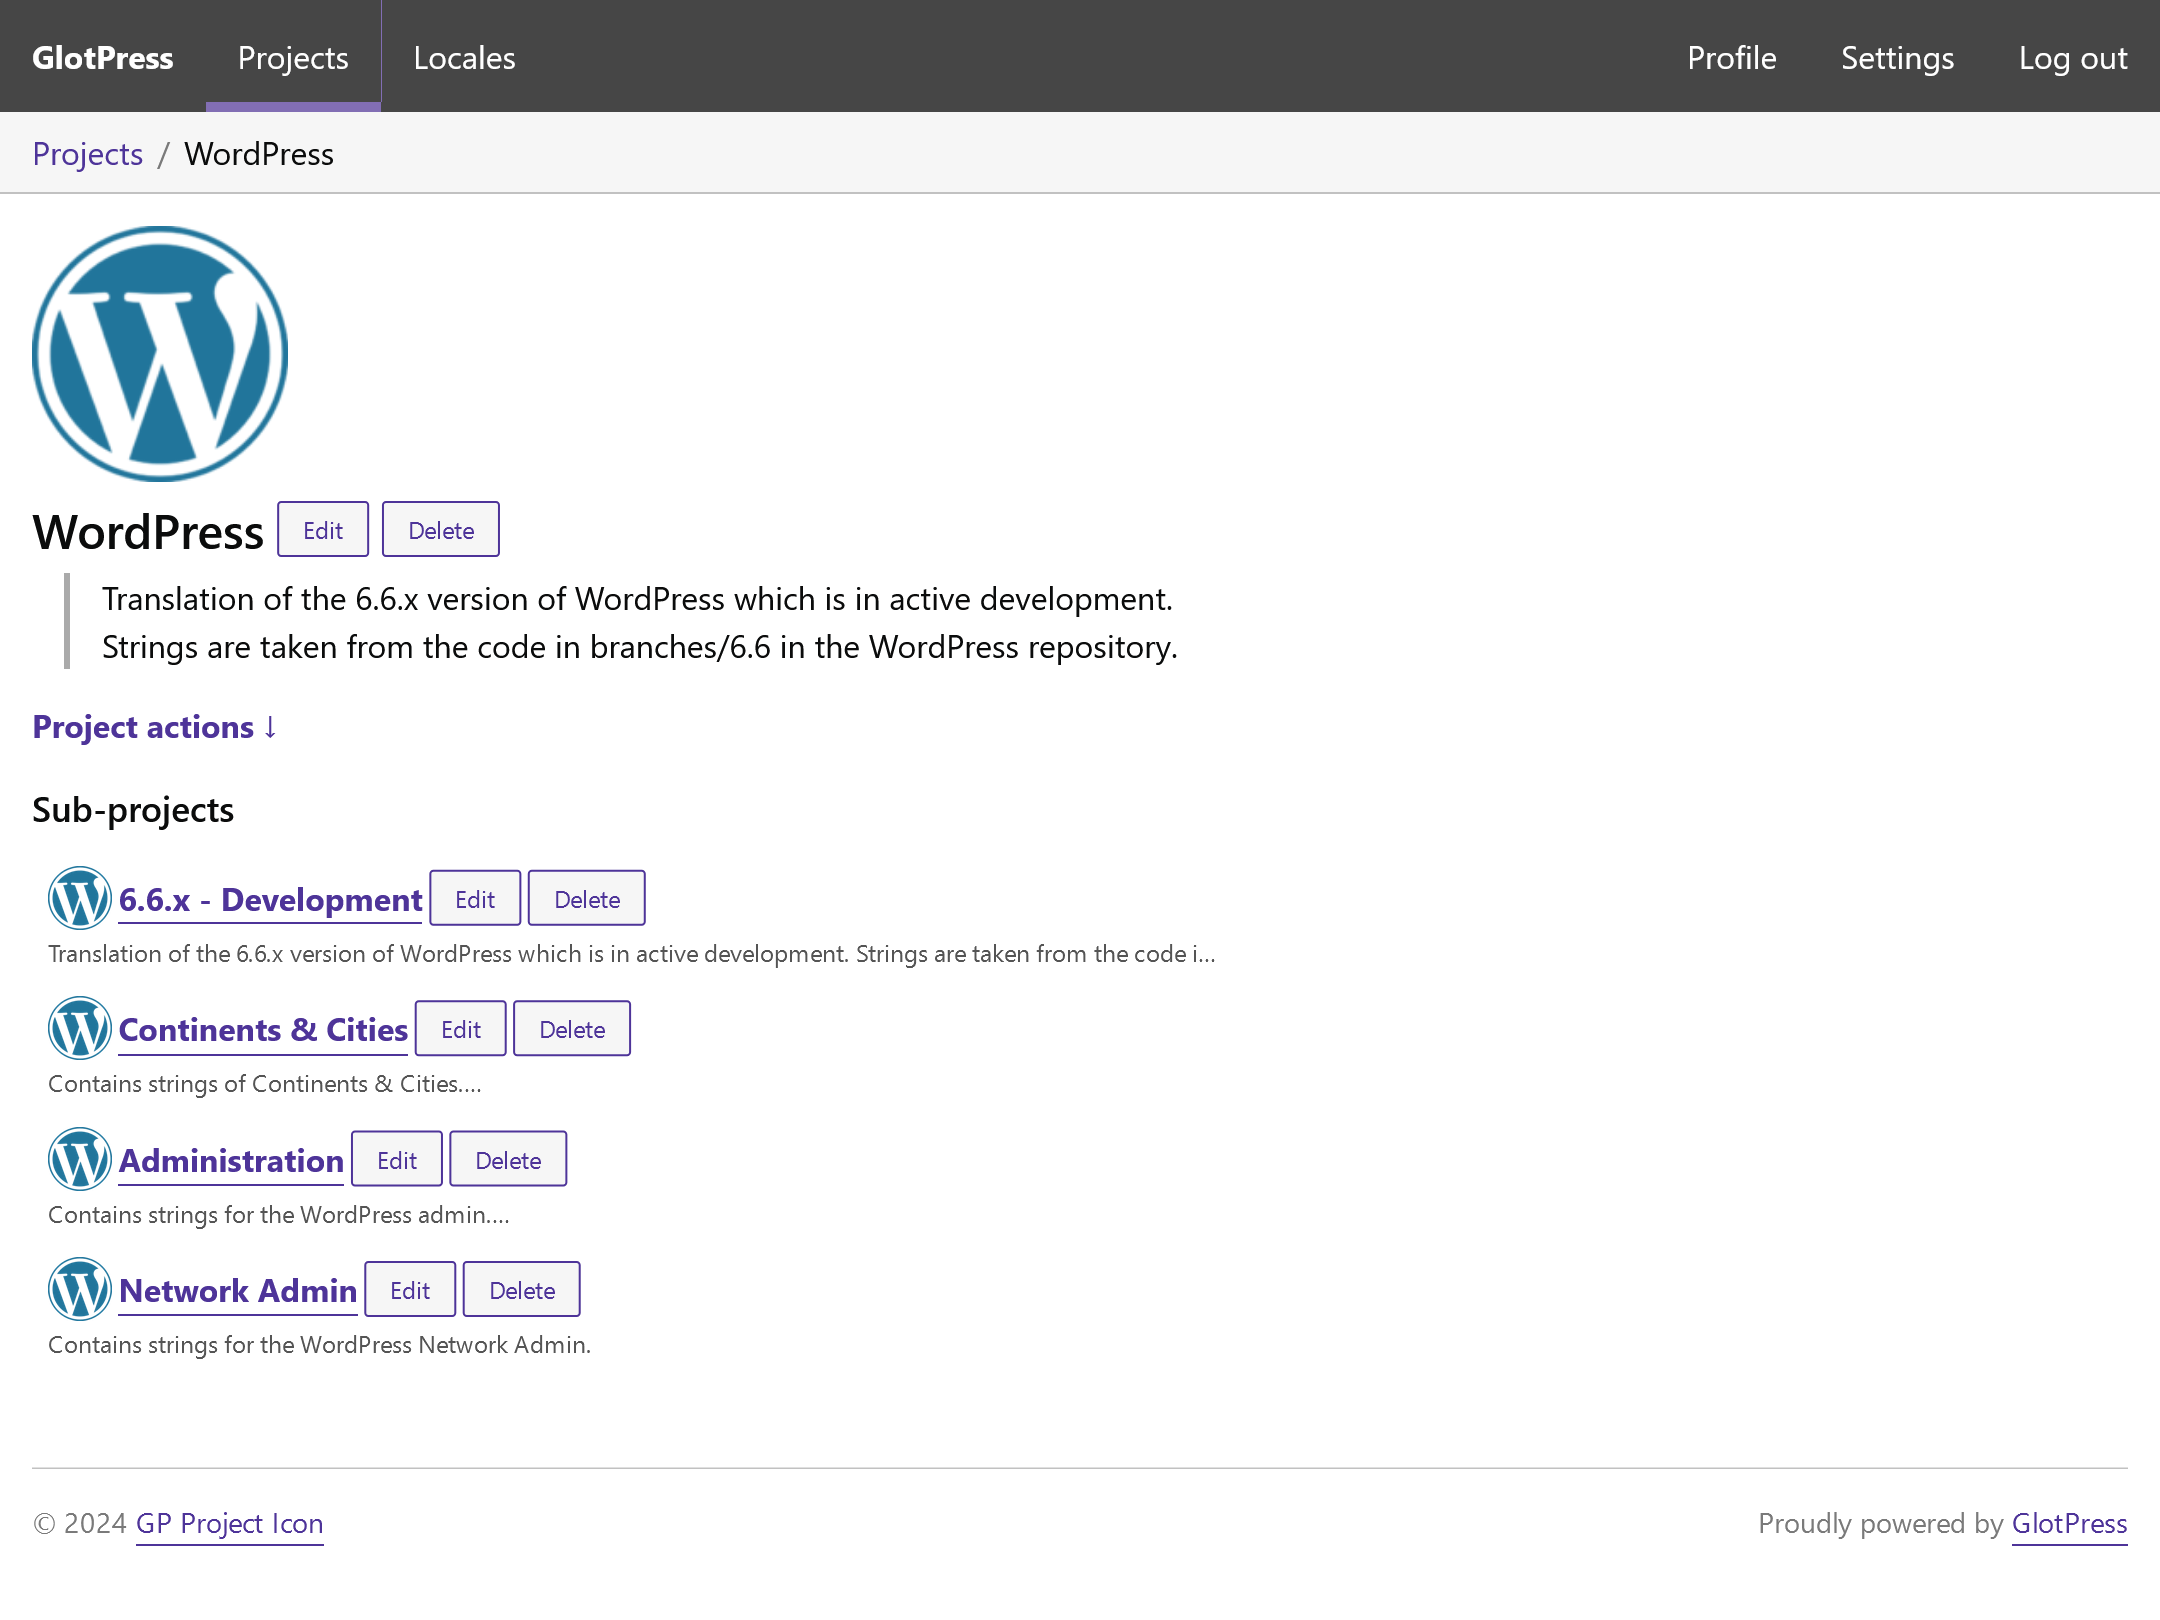 GlotPress Projects Locales Profile Settings Log out
Projects / WordPress
WordPress Edit Delete
Translation of the 6.6.x version of WordPress which is in active development.
Strings are taken from the code in branches/6.6 in the WordPress repository.
Project actions ↓
Sub-projects
6.6.x - Development Edit Delete
Translation of the 6.6.x version of WordPress which is in active development. Strings are taken from the code i…
Continents & Cities Edit Delete
Contains strings of Continents & Cities.…
Administration Edit Delete
Contains strings for the WordPress admin.…
Network Admin Edit Delete
Contains strings for the WordPress Network Admin.
© 2024 GP Project Icon Proudly powered by GlotPress